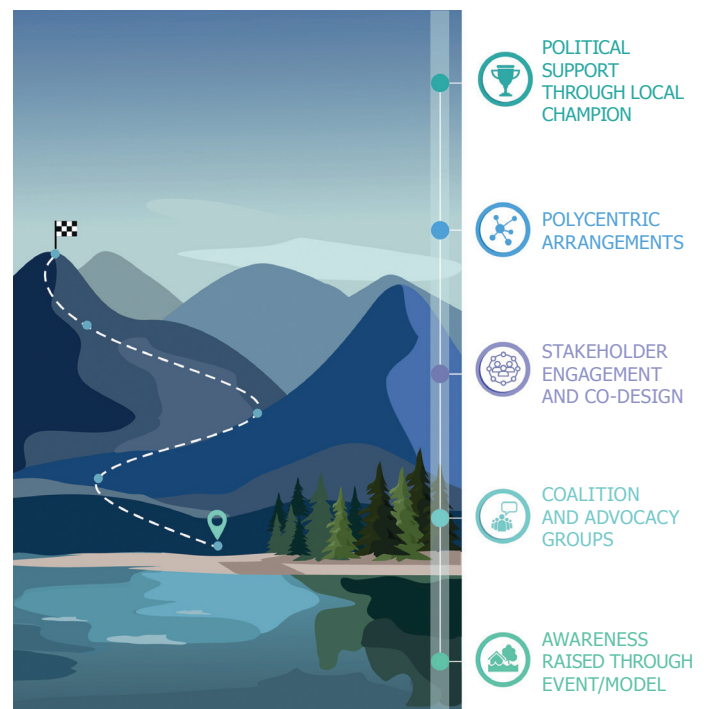 POLITICAL
SUPPORT
THROUGH LOCAL
CHAMPION
POLYCENTRIC
ARRANGEMENTS
STAKEHOLDER
ENGAGEMENT
AND CO-DESIGN
COALITION
AND ADVOCACY
GROUPS
AWARENESS
RAISED THROUGH
EVENT/MODEL